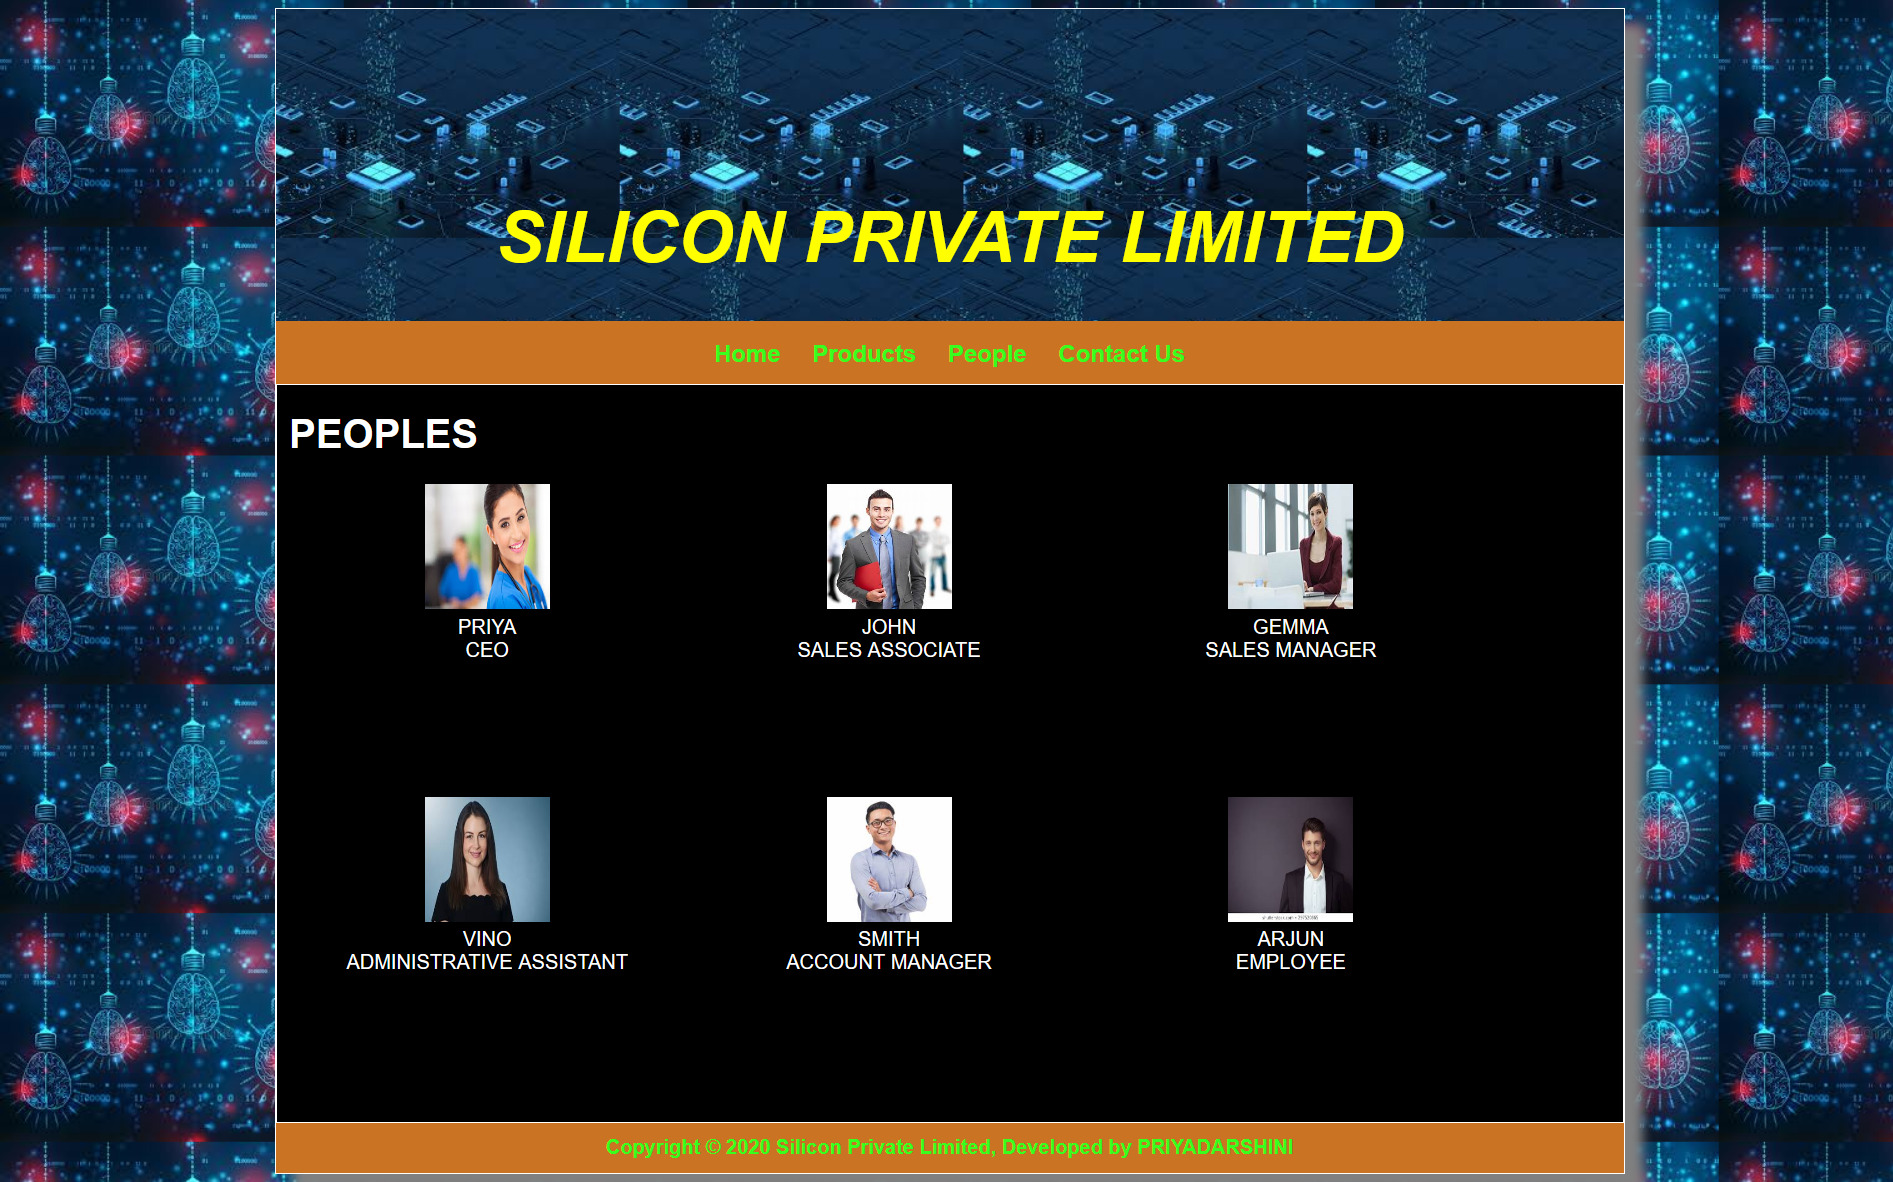 SILICON PRIVATE LIMITED
Home Products People Contact Us
PEOPLES
PRIYA
CEO
JOHN
SALES ASSOCIATE
GEMMA
SALES MANAGER
VINO
ADMINISTRATIVE ASSISTANT
SMITH
ACCOUNT MANAGER
ARJUN
EMPLOYEE
Copyright © 2020 Silicon Private Limited, Developed by PRIYADARSHINI